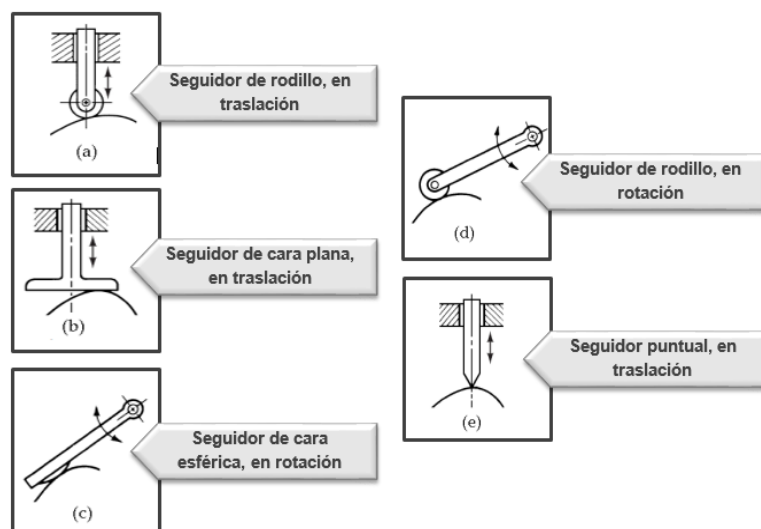 Seguidor de rodillo, en
traslación
(a)
Seguidor de cara plana,
en traslación
(b)
Seguidor de cara
esférica, en rotación
(c)
Seguidor de rodillo, en
rotación
(d)
Seguidor puntual, en
traslación
(e)